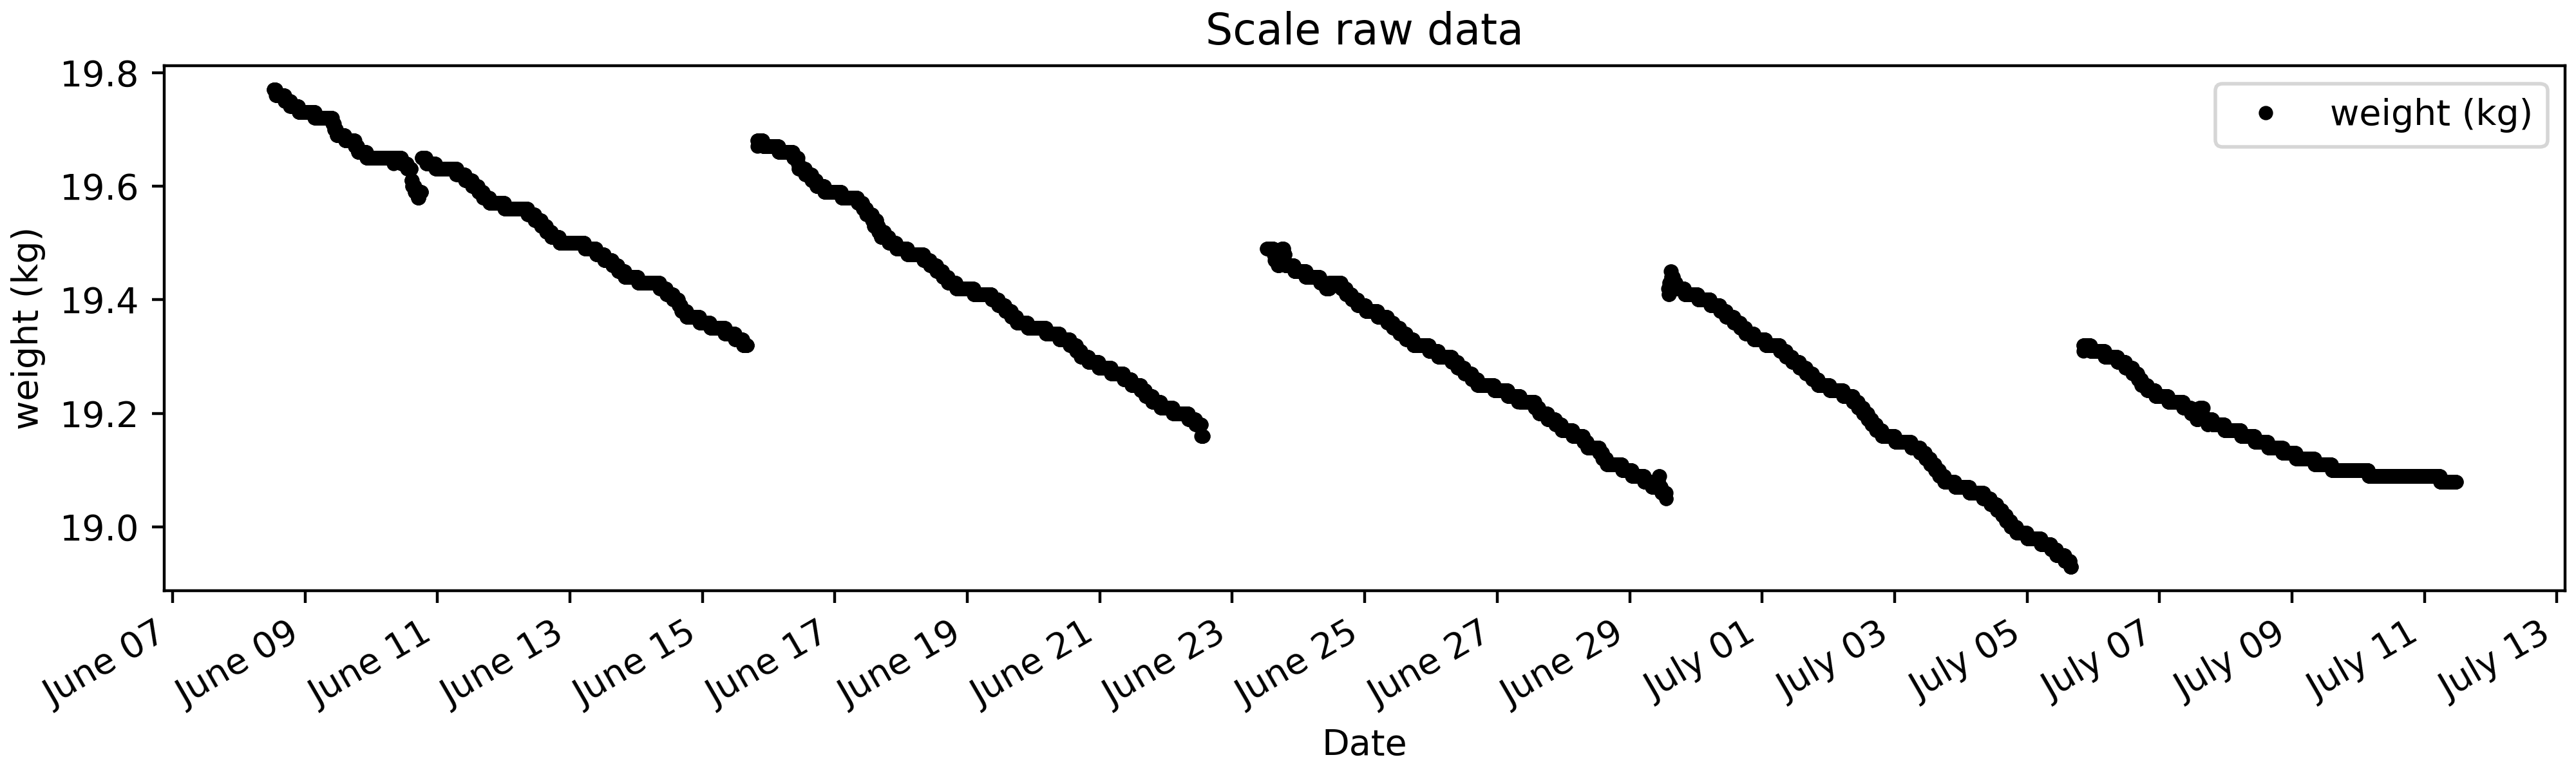 Scale raw data
weight (kg)
weight (kg)
19.8
19.6
19.4
19.2
19.0
June 07
June 09
June 11
June 13
June 15
June 17
June 19
June 21
June 23
June 25
June 27
June 29
July 01
July 03
July 05
July 07
July 09
July 11
July 13
Date